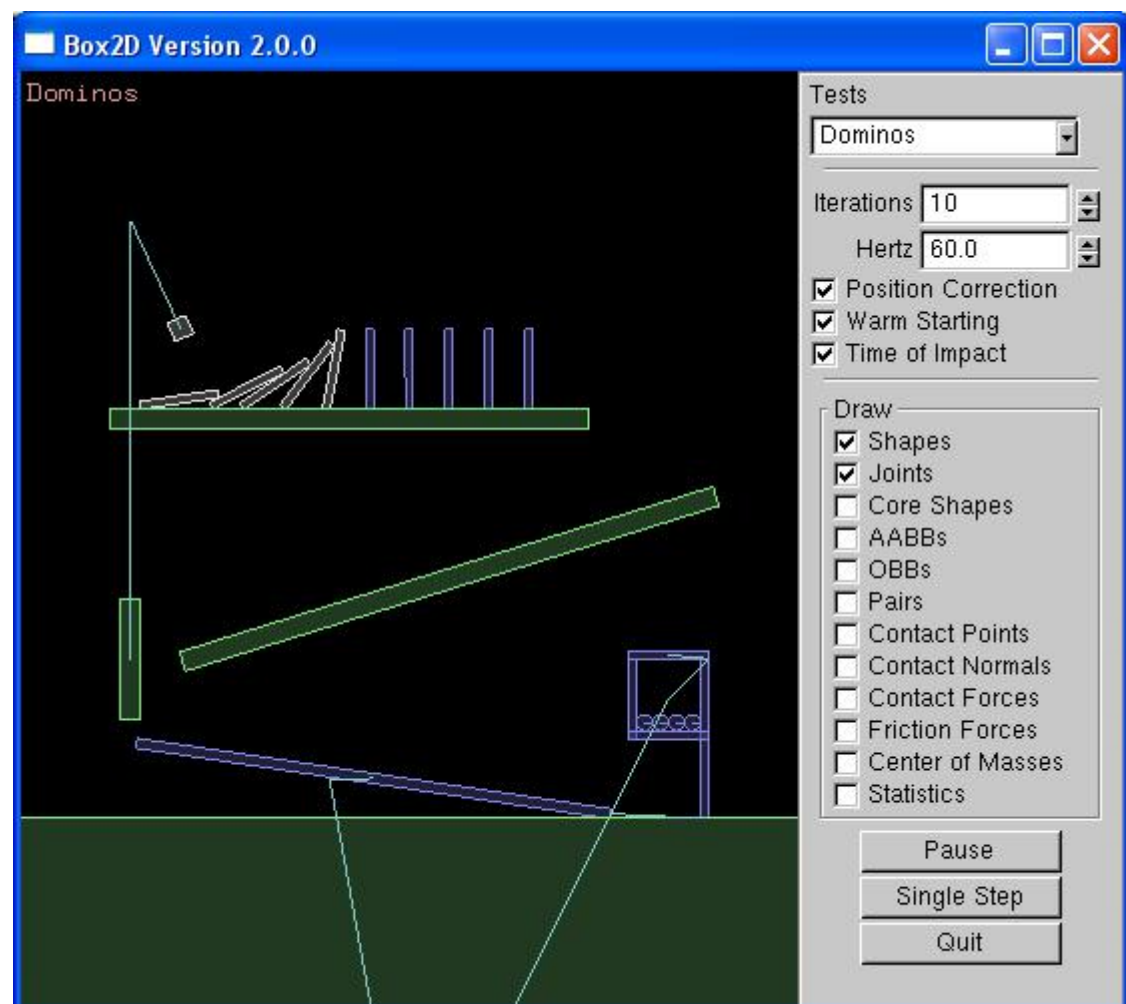 Box2D Version 2.0.0
Dominos
Tests
Dominos
Iterations 10
Hertz 60.0
Position Correction
Warm Starting
Time of Impact
Draw
Shapes
Joints
Core Shapes
AABBs
OBBs
Pairs
Contact Points
Contact Normals
Contact Forces
Friction Forces
Center of Masses
Statistics
Pause
Single Step
Quit